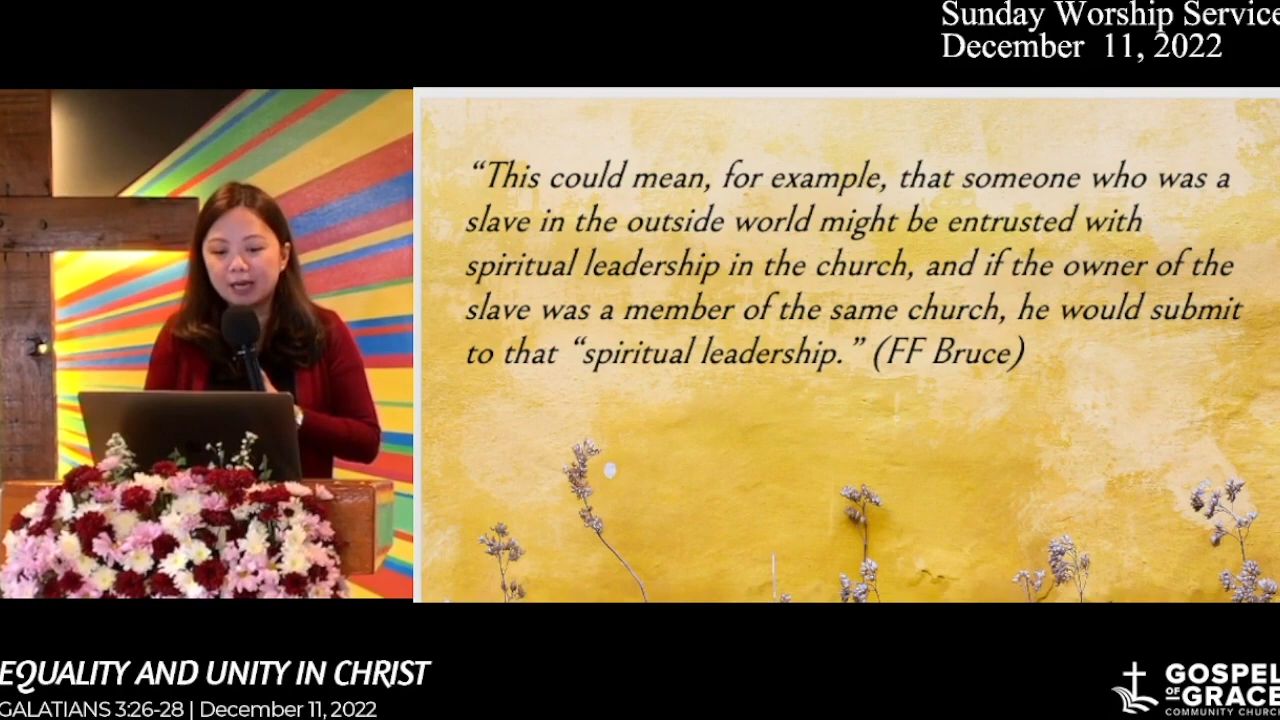 Sunday Worship Service
December 11, 2022
“This could mean, for example, that someone who was a
slave in the outside world might be entrusted with
spiritual leadership in the church, and if the owner of the
slave was a member of the same church, he would submit
to that “spiritual leadership.” (FF Bruce)
EQUALITY AND UNITY IN CHRIST
GALATIANS 3:26-28 | December 11, 2022
GOSPEL
OF GRACE
COMMUNITY CHURCH